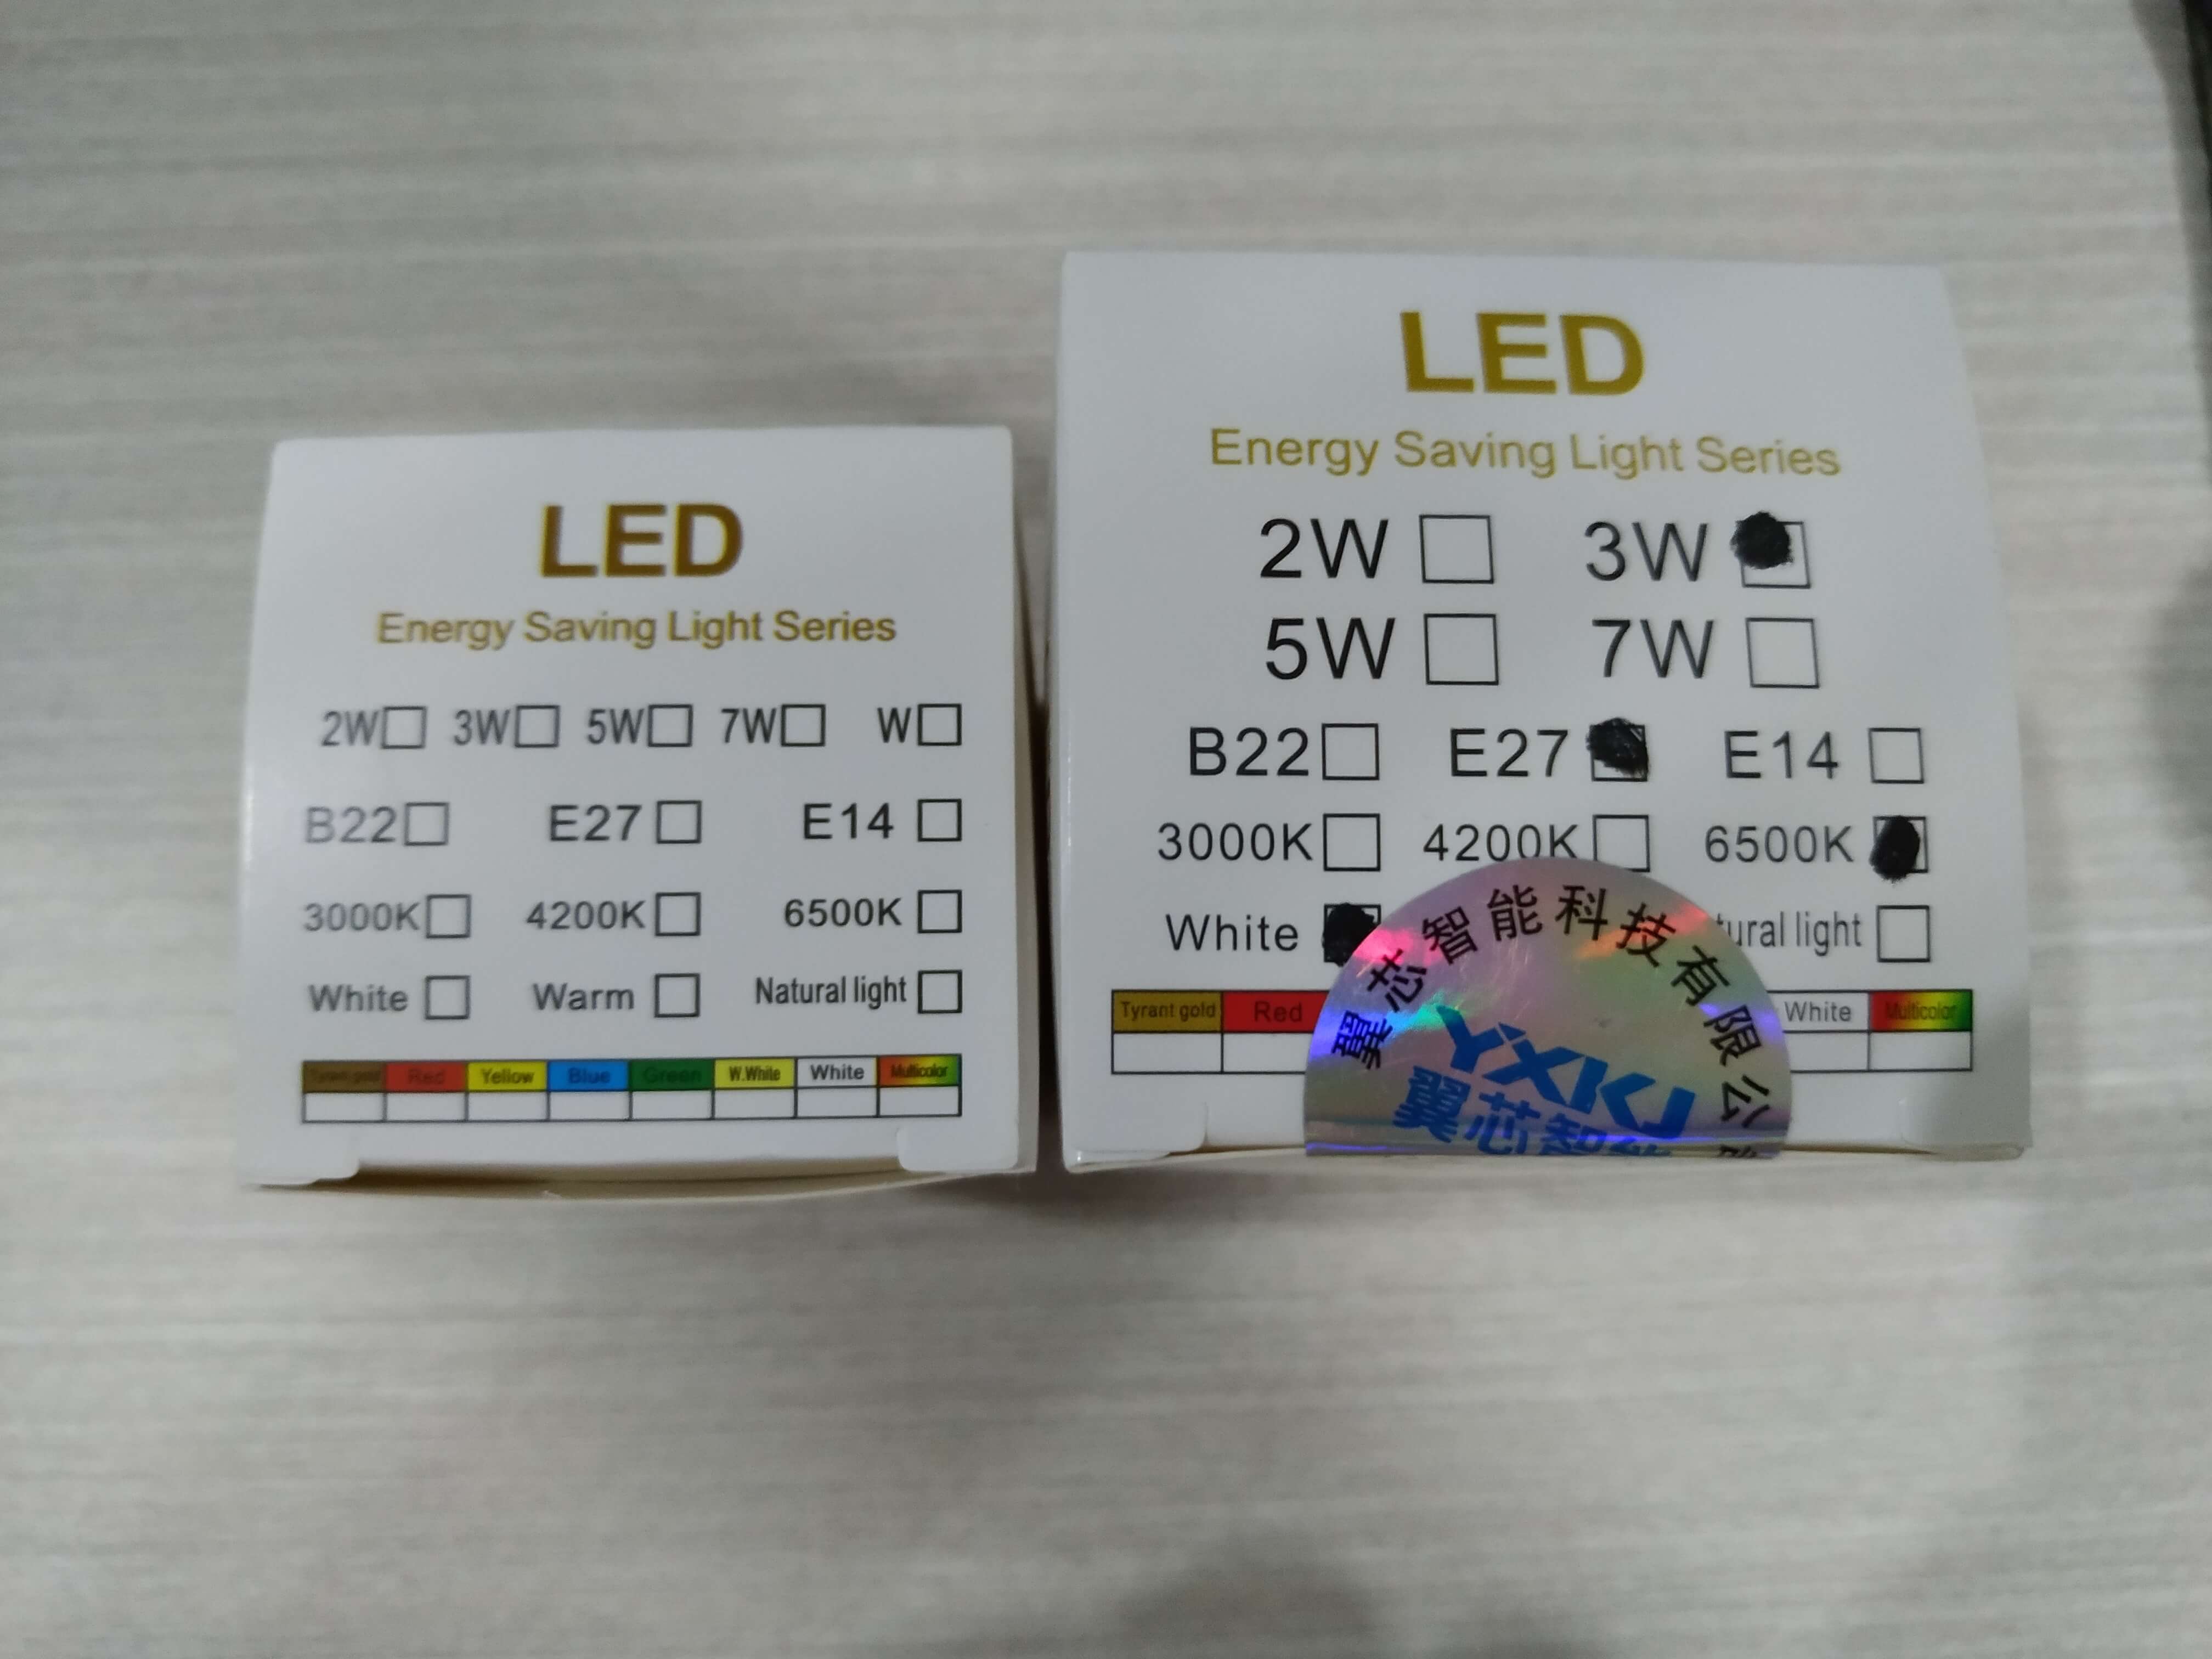 LED
Energy Saving Light Series
2W 3W 5W 7W W
B22 E27 E14
3000K 4200K 6500K
White Warm Natural light
Tyrant gold Red Yellow Blue Green W.White White Multicolor
LED
Energy Saving Light Series
2W 3W
5W 7W
B22 E27 E14
3000K 4200K 6500K
White light
Tyrant gold Red White Multicolor
翼芯智能科技有限公
YXKJ
翼芯智